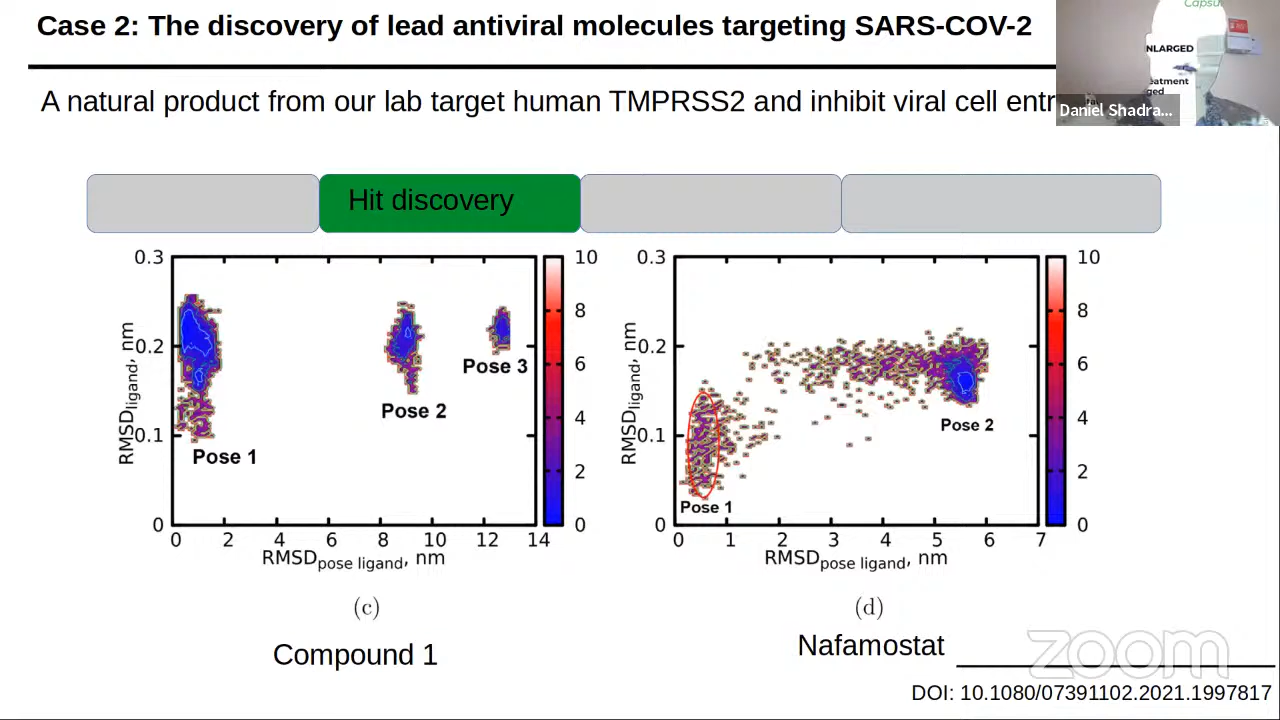 Case 2: The discovery of lead antiviral molecules targeting SARS-COV-2
Capsu
NLARGED
eatment
ged
Daniel Shadra...
A natural product from our lab target human TMPRSS2 and inhibit viral cell entr
Hit discovery
0.3
0.2
0.1
0
RMSDligand, nm
Pose 1
Pose 2
Pose 3
0 2 4 6 8 10 12 14
RMSDpose ligand, nm
10
8
6
4
2
0
(c)
Compound 1
0.3
0.2
0.1
0
RMSDligand, nm
Pose 1
Pose 2
0 1 2 3 4 5 6 7
RMSDpose ligand, nm
10
8
6
4
2
0
(d)
Nafamostat
zoom
DOI: 10.1080/07391102.2021.1997817